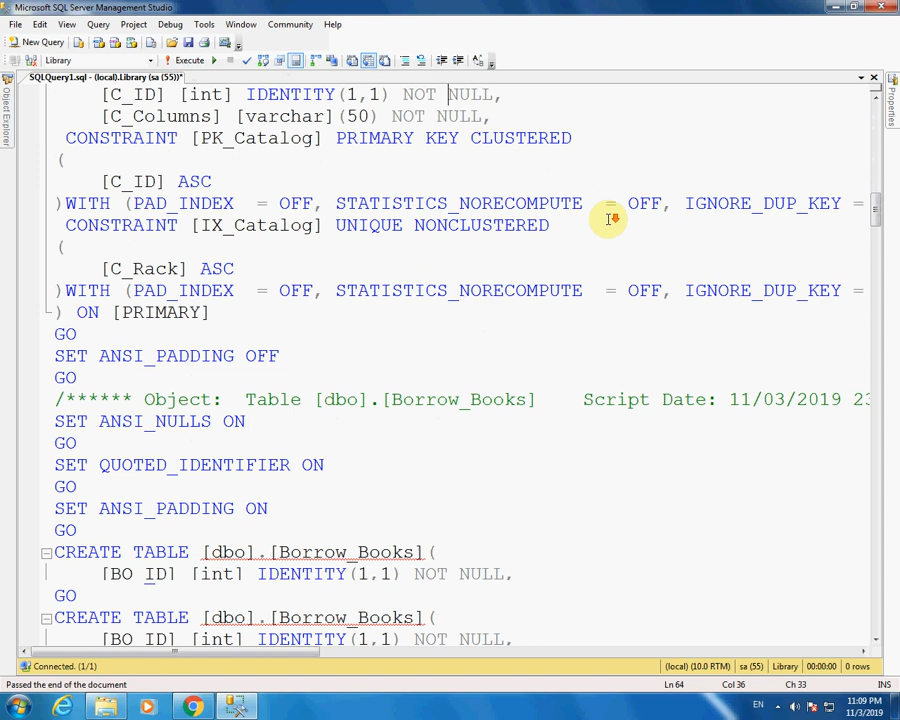 Microsoft SQL Server Management Studio
File Edit View Query Project Debug Tools Window Community Help
New Query
Library Execute
SQLQuery1.sql - (local).Library (sa (55))*
Object Explorer
Properties
[C_ID] [int] IDENTITY(1,1) NOT NULL,
[C_Columns] [varchar](50) NOT NULL,
CONSTRAINT [PK_Catalog] PRIMARY KEY CLUSTERED
(
[C_ID] ASC
)WITH (PAD_INDEX = OFF, STATISTICS_NORECOMPUTE = OFF, IGNORE_DUP_KEY =
CONSTRAINT [IX_Catalog] UNIQUE NONCLUSTERED
(
[C_Rack] ASC
)WITH (PAD_INDEX = OFF, STATISTICS_NORECOMPUTE = OFF, IGNORE_DUP_KEY =
) ON [PRIMARY]
GO
SET ANSI_PADDING OFF
GO
/****** Object: Table [dbo].[Borrow_Books] Script Date: 11/03/2019 23
SET ANSI_NULLS ON
GO
SET QUOTED_IDENTIFIER ON
GO
SET ANSI_PADDING ON
GO
CREATE TABLE [dbo].[Borrow_Books](
[BO_ID] [int] IDENTITY(1,1) NOT NULL,
GO
CREATE TABLE [dbo].[Borrow_Books](
[BO_ID] [int] IDENTITY(1,1) NOT NULL,
Connected. (1/1) (local) (10.0 RTM) sa (55) Library 00:00:00 0 rows
Passed the end of the document Ln 64 Col 36 Ch 33 INS
EN 11:09 PM
11/3/2019